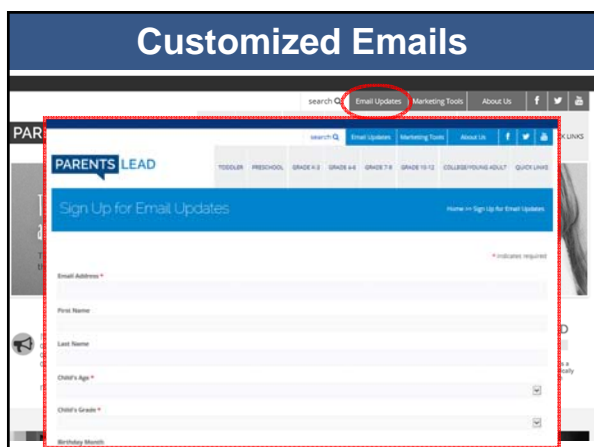 Customized Emails
search Email Updates Marketing Tools About Us f
PAR
LINKS
search Email Updates Marketing Tools About Us f
PARENTS LEAD
TODDLER PRESCHOOL GRADE K-3 GRADE 4-6 GRADE 7-8 GRADE 10-12 COLLEGE/YOUNG ADULT QUICK LINKS
Sign Up for Email Updates
Home >> Sign Up for Email Updates
* indicates required
Email Address *
First Name
Last Name
Child's Age *
Child's Grade *
Birthday Month